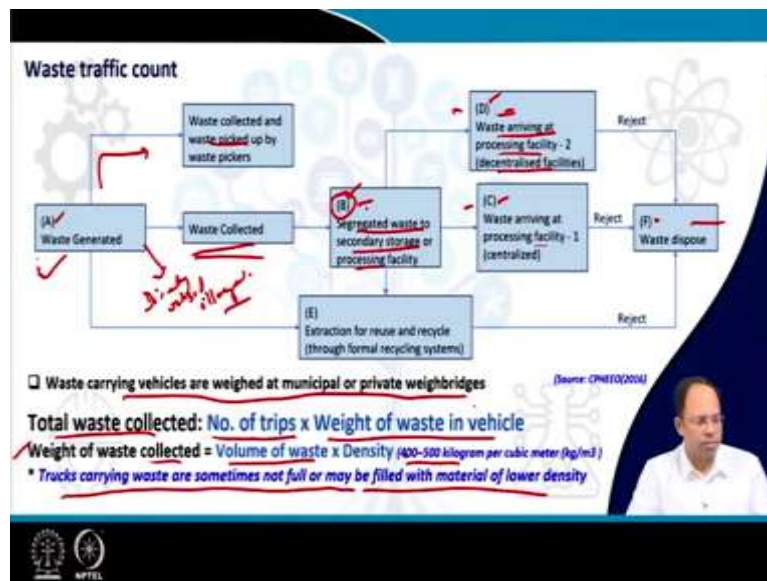 Waste traffic count
Waste collected and
waste picked up by
waste pickers
(D)
Waste arriving at
processing facility - 2
(decentralised facilities)
Reject
(A)
Waste Generated
Waste Collected
(B)
Segregated waste to
secondary storage or
processing facility
(C)
Waste arriving at
processing facility - 1
(centralized)
Reject
(F)
Waste dispose
(E)
Extraction for reuse and recycle
(through formal recycling systems)
Reject
Waste carrying vehicles are weighed at municipal or private weighbridges
(Source: CPHEEO(2016)
Total waste collected: No. of trips x Weight of waste in vehicle
Weight of waste collected = Volume of waste x Density (400–500 kilogram per cubic meter (kg/m3 )
* Trucks carrying waste are sometimes not full or may be filled with material of lower density
NPTEL